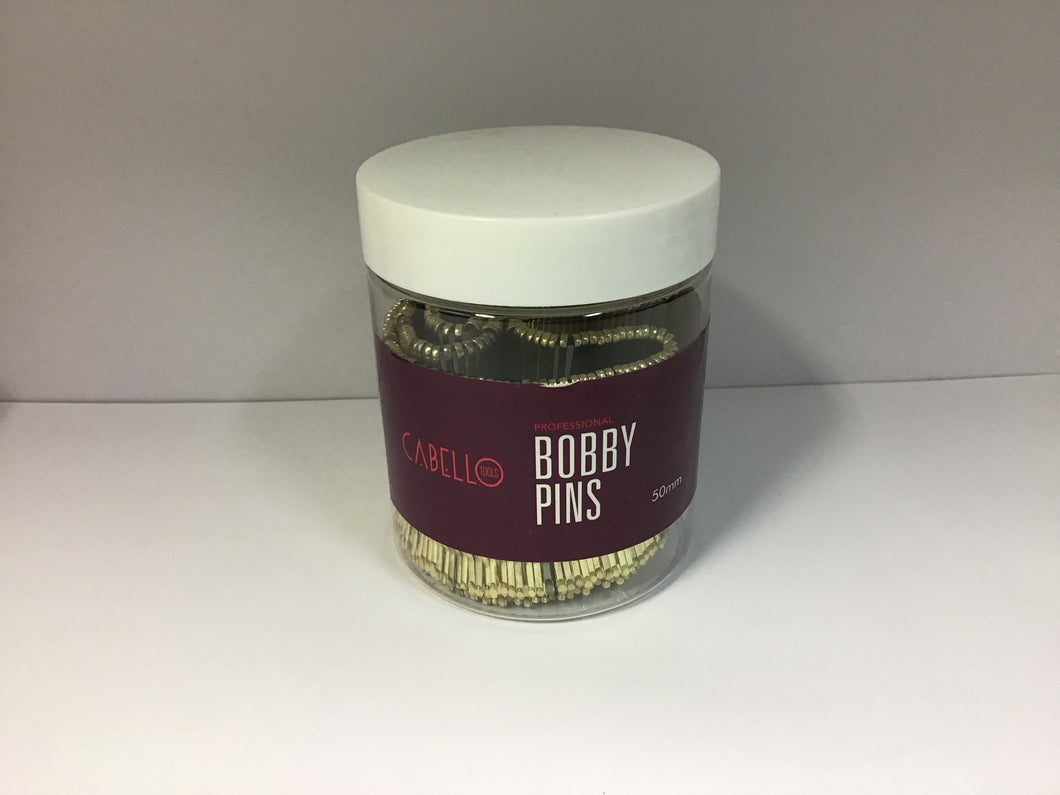 CABELLO
TOOLS
PROFESSIONAL
BOBBY
PINS
50mm